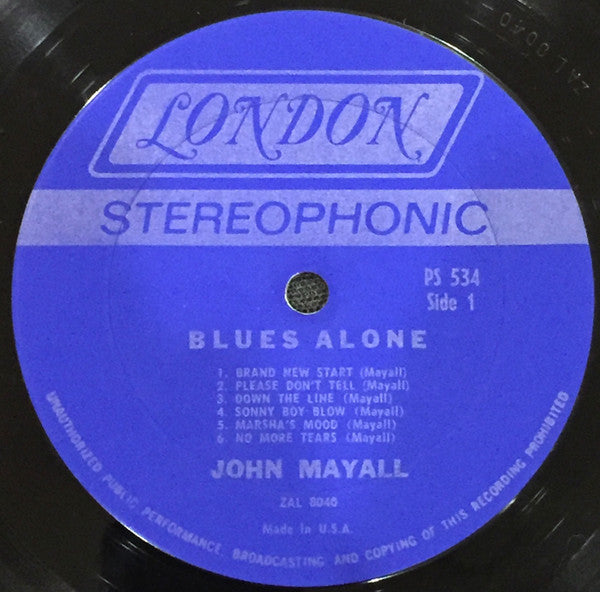 LONDON
STEREOPHONIC
PS 534
Side 1
BLUES ALONE
1. BRAND NEW START (Mayall)
2. PLEASE DON'T TELL (Mayall)
3. DOWN THE LINE (Mayall)
4. SONNY BOY BLOW (Mayall)
5. MARSHA'S MOOD (Mayall)
6. NO MORE TEARS (Mayall)
JOHN MAYALL
ZAL 8040
Made in U.S.A.
UNAUTHORIZED PUBLIC PERFORMANCE, BROADCASTING AND COPYING OF THIS RECORDING PROHIBITED